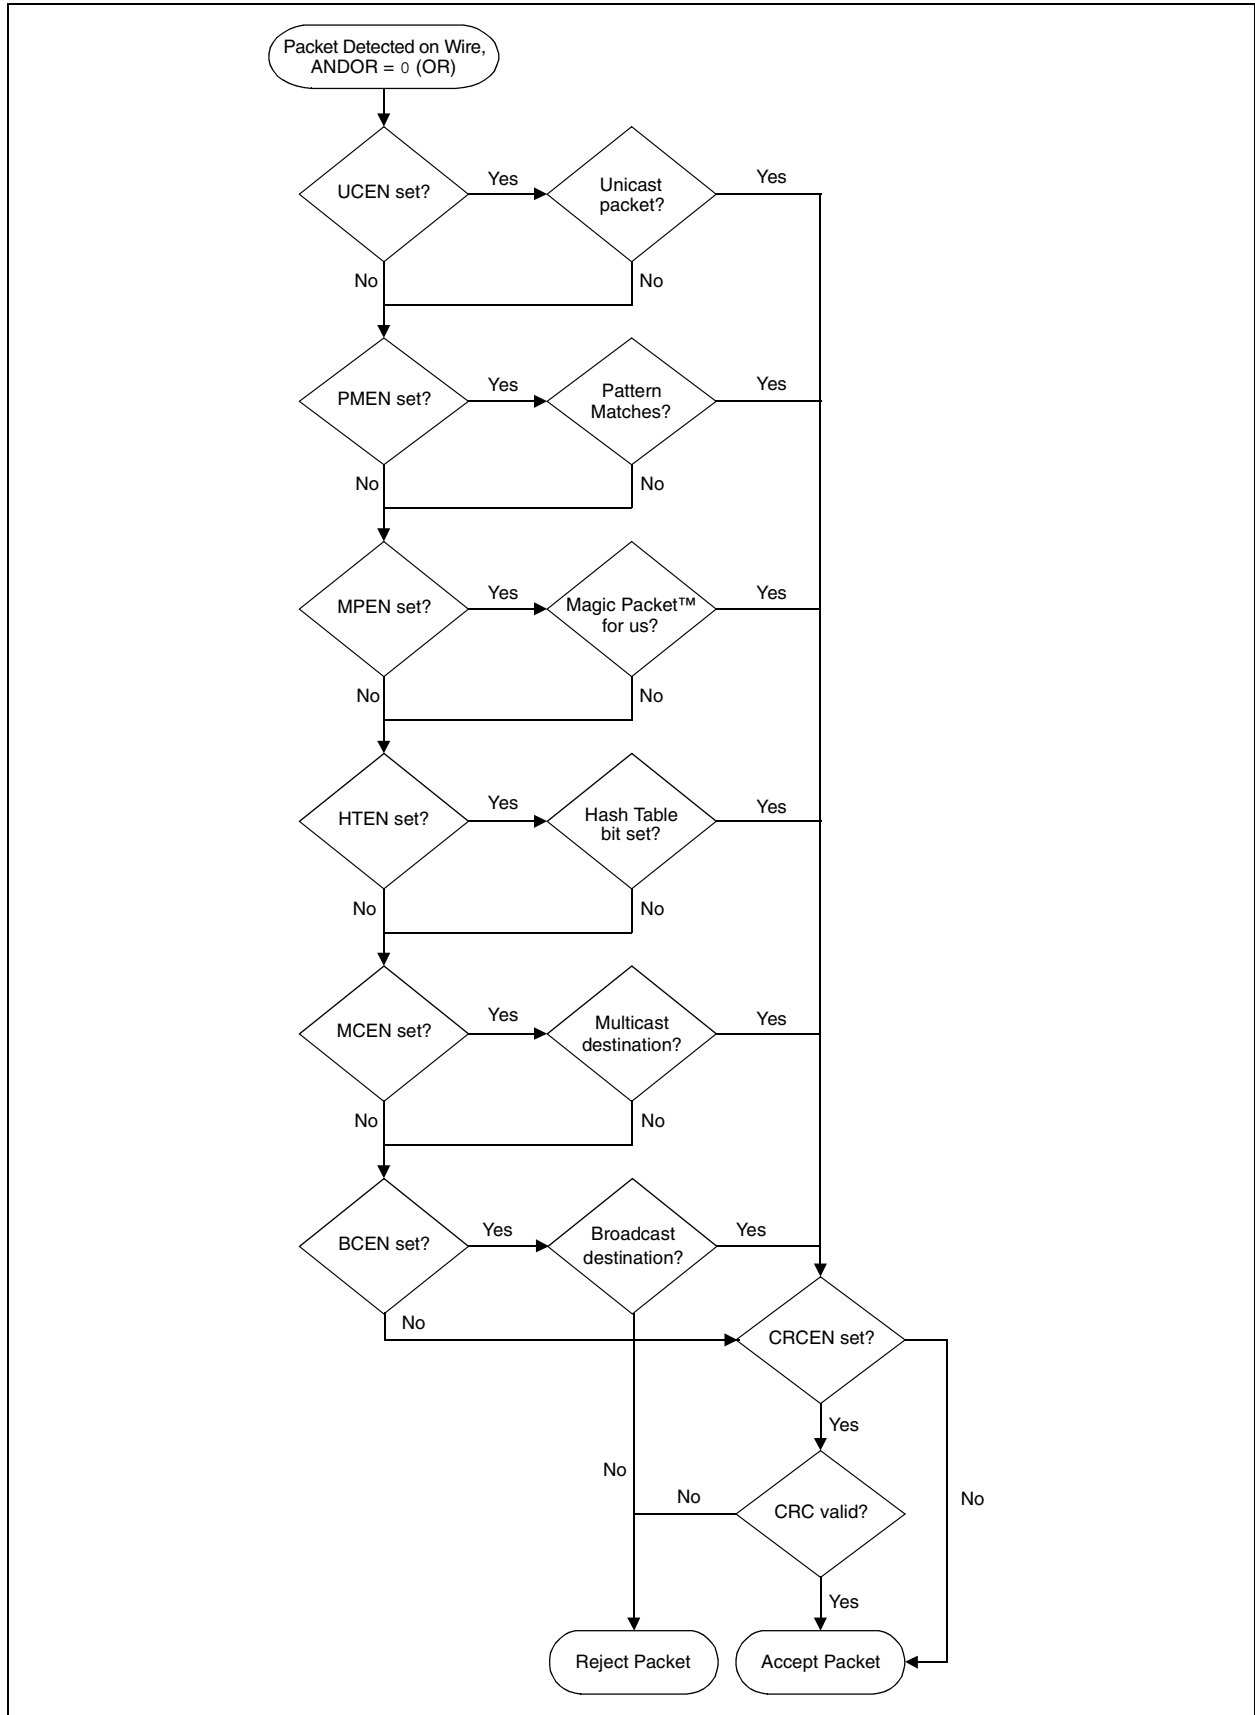 Packet Detected on Wire,
ANDOR = 0 (OR)
UCEN set?
Yes
Unicast
packet?
Yes
No
No
PMEN set?
Yes
Pattern
Matches?
Yes
No
No
MPEN set?
Yes
Magic Packet™
for us?
Yes
No
No
HTEN set?
Yes
Hash Table
bit set?
Yes
No
No
MCEN set?
Yes
Multicast
destination?
Yes
No
No
BCEN set?
Yes
Broadcast
destination?
Yes
No
CRCEN set?
Yes
No
No
CRC valid?
No
Yes
Reject Packet
Accept Packet